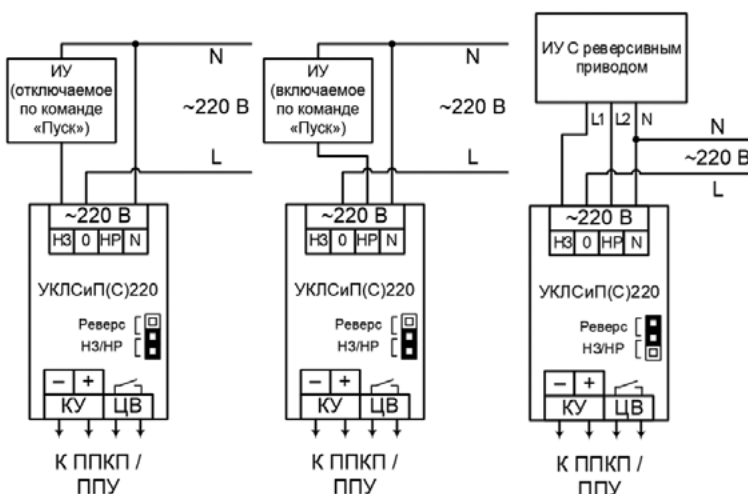 N
ИУ
(отключаемое
по команде
«Пуск»)
~220 В
L
~220 В
НЗ 0 НР N
УКЛСиП(С)220
Реверс
НЗ/НР
– +
КУ ЦВ
К ППКП /
ППУ
N
ИУ
(включаемое
по команде
«Пуск»)
~220 В
L
~220 В
НЗ 0 НР N
УКЛСиП(С)220
Реверс
НЗ/НР
– +
КУ ЦВ
К ППКП /
ППУ
ИУ С реверсивным
приводом
L1 L2 N
N
~220 В
L
~220 В
НЗ 0 НР N
УКЛСиП(С)220
Реверс
НЗ/НР
– +
КУ ЦВ
К ППКП /
ППУ